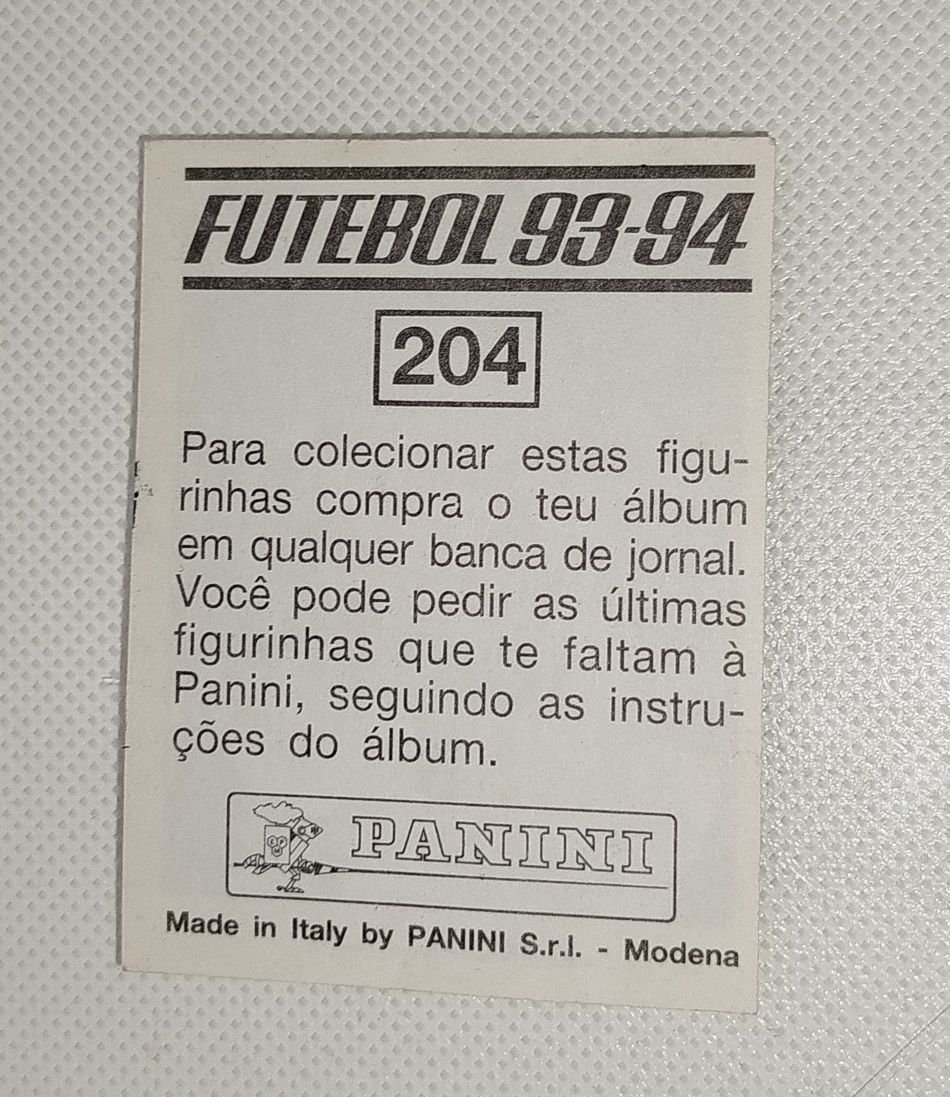 FUTEBOL 93-94
204
Para colecionar estas figu-
rinhas compra o teu álbum
em qualquer banca de jornal.
Você pode pedir as últimas
figurinhas que te faltam à
Panini, seguindo as instru-
ções do álbum.
PANINI
Made in Italy by PANINI S.r.l. - Modena